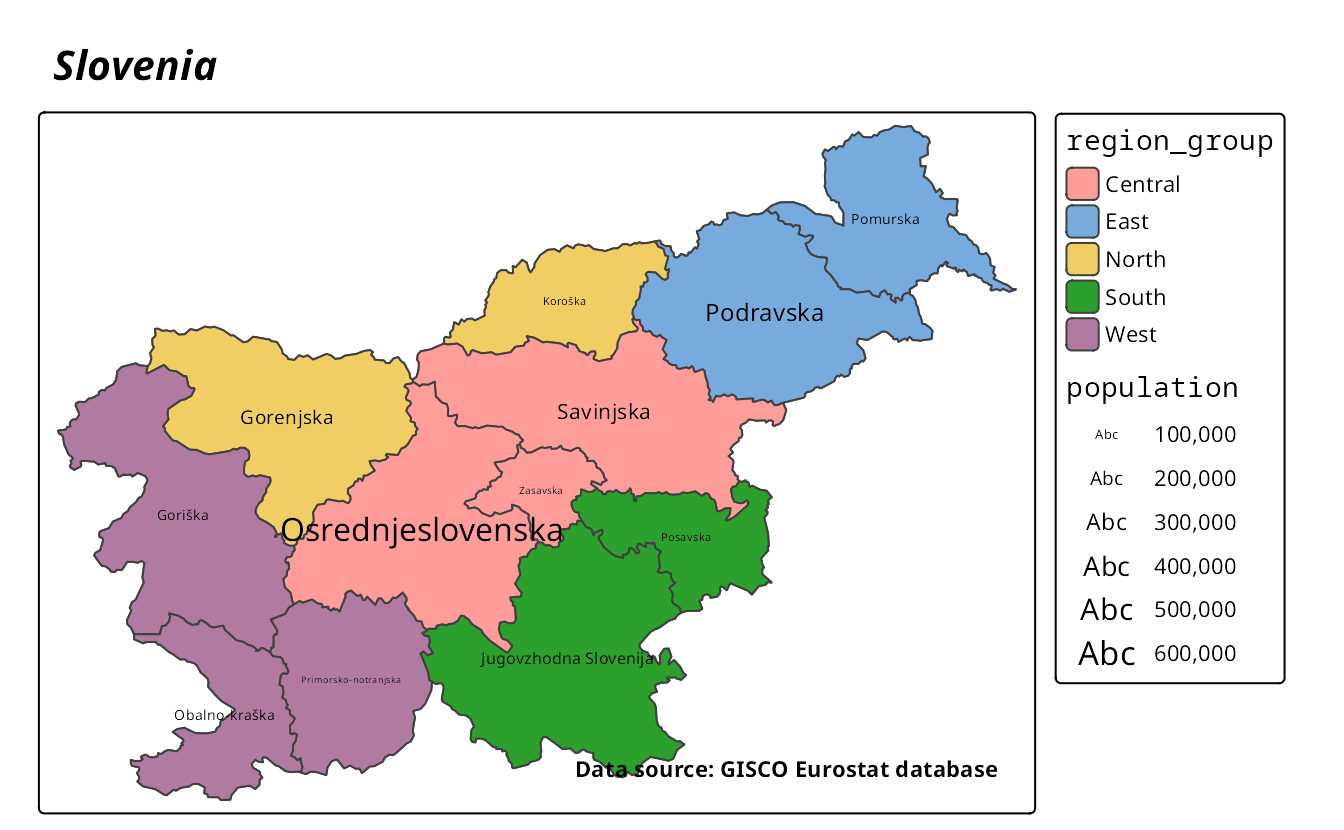 Slovenia
Pomurska
Koroška
Podravska
Gorenjska
Savinjska
Zasavska
Goriška
Osrednjeslovenska
Posavska
Jugovzhodna Slovenija
Primorsko-notranjska
Obalno-kraška
Data source: GISCO Eurostat database
region_group
Central
East
North
South
West
population
Abc 100,000
Abc 200,000
Abc 300,000
Abc 400,000
Abc 500,000
Abc 600,000